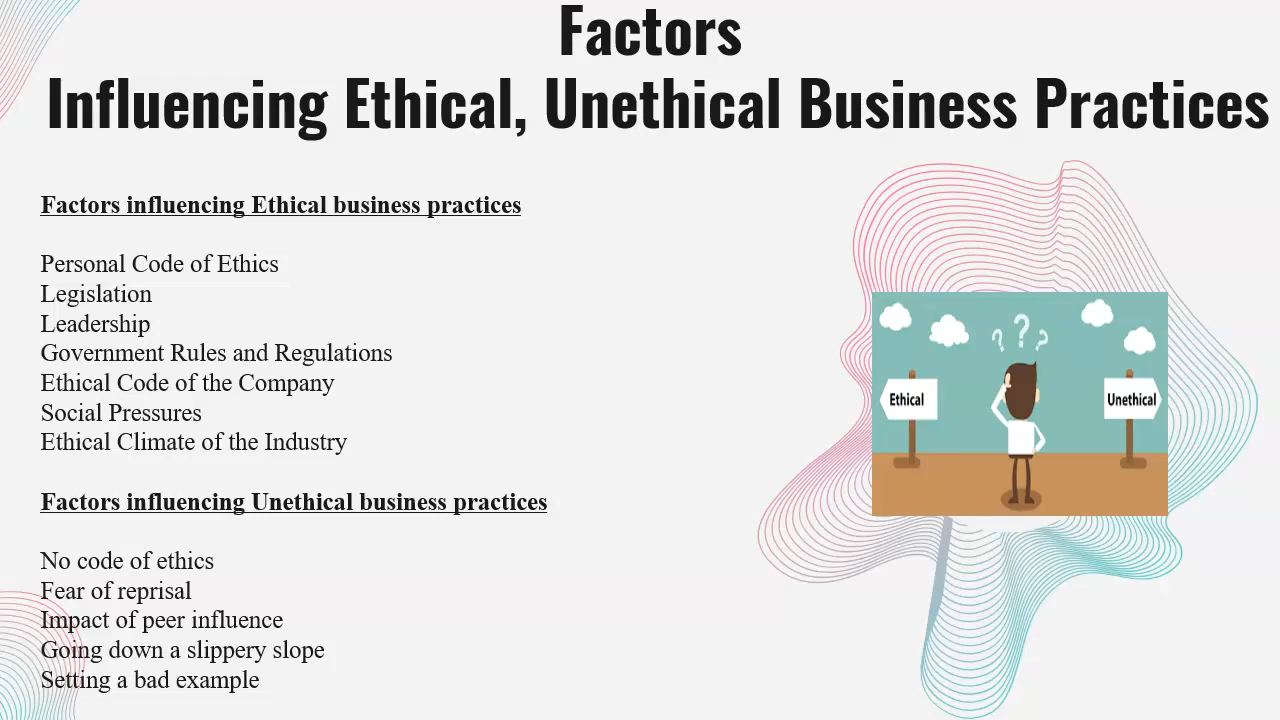 Factors
Influencing Ethical, Unethical Business Practices
Factors influencing Ethical business practices
Personal Code of Ethics
Legislation
Leadership
Government Rules and Regulations
Ethical Code of the Company
Social Pressures
Ethical Climate of the Industry
Factors influencing Unethical business practices
No code of ethics
Fear of reprisal
Impact of peer influence
Going down a slippery slope
Setting a bad example
? ? ?
Ethical
Unethical